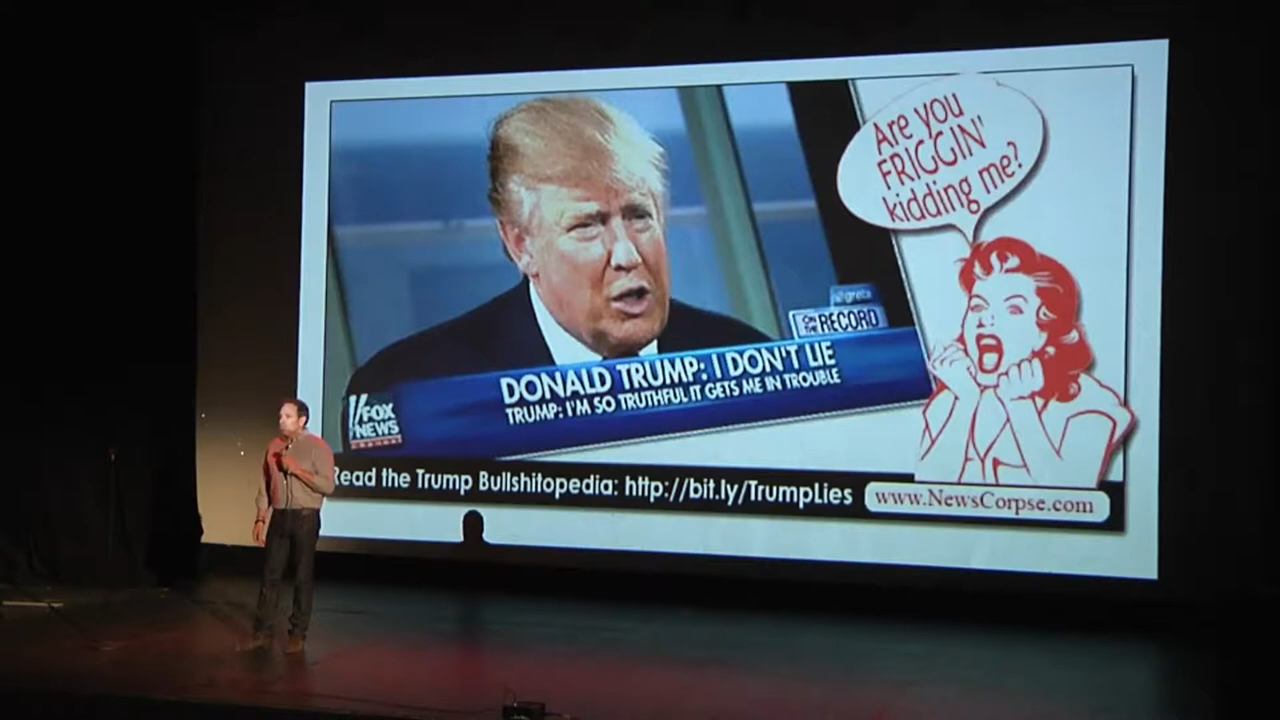 Are you
FRIGGIN'
kidding me?
@greta
ON THE RECORD
DONALD TRUMP: I DON'T LIE
TRUMP: I'M SO TRUTHFUL IT GETS ME IN TROUBLE
FOX
NEWS
Read the Trump Bullshitopedia: http://bit.ly/TrumpLies
www.NewsCorpse.com